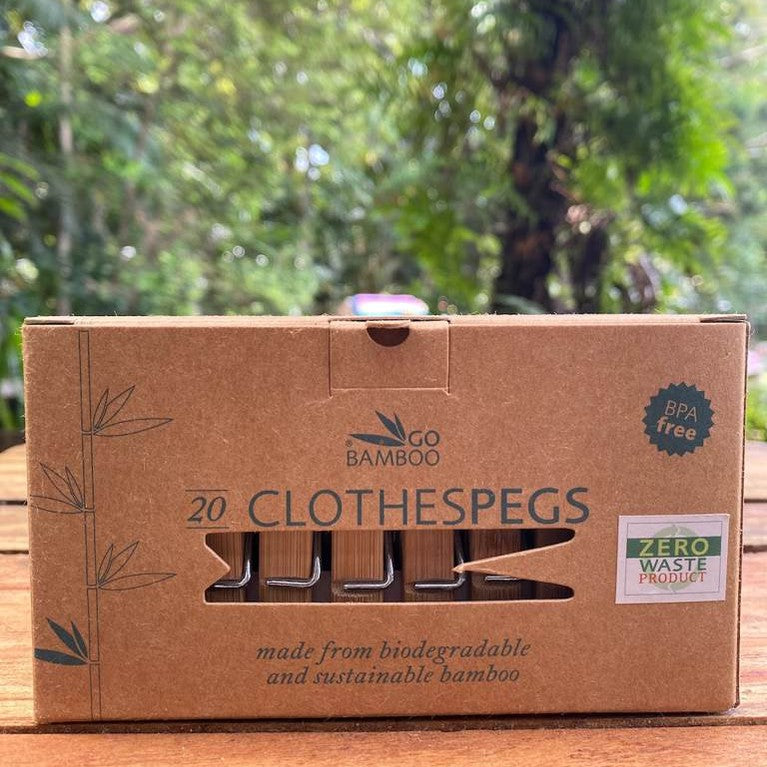 BPA
free
® GO
BAMBOO
20 CLOTHESPEGS
ZERO
WASTE
PRODUCT
made from biodegradable
and sustainable bamboo